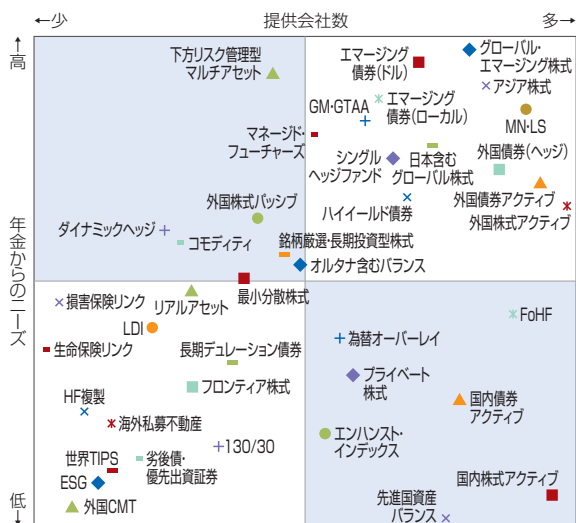 ←少
提供会社数
多→
↑
高
年金からのニーズ
低
↓
下方リスク管理型
マルチアセット
エマージング
債券(ドル)
グローバル・
エマージング株式
アジア株式
GM・GTAA
エマージング
債券(ローカル)
MN・LS
マネージド・
フューチャーズ
シングル
ヘッジファンド
日本含む
グローバル株式
外国債券(ヘッジ)
外国債券アクティブ
外国株式アクティブ
ハイイールド債券
外国株式パッシブ
ダイナミックヘッジ
コモディティ
銘柄厳選・長期投資型株式
オルタナ含むバランス
最小分散株式
リアルアセット
損害保険リンク
LDI
生命保険リンク
長期デュレーション債券
フロンティア株式
HF複製
海外私募不動産
130/30
世界TIPS
劣後債・
優先出資証券
ESG
外国CMT
FoHF
為替オーバーレイ
プライベート
株式
国内債券
アクティブ
エンハンスト・
インデックス
国内株式アクティブ
先進国資産
バランス